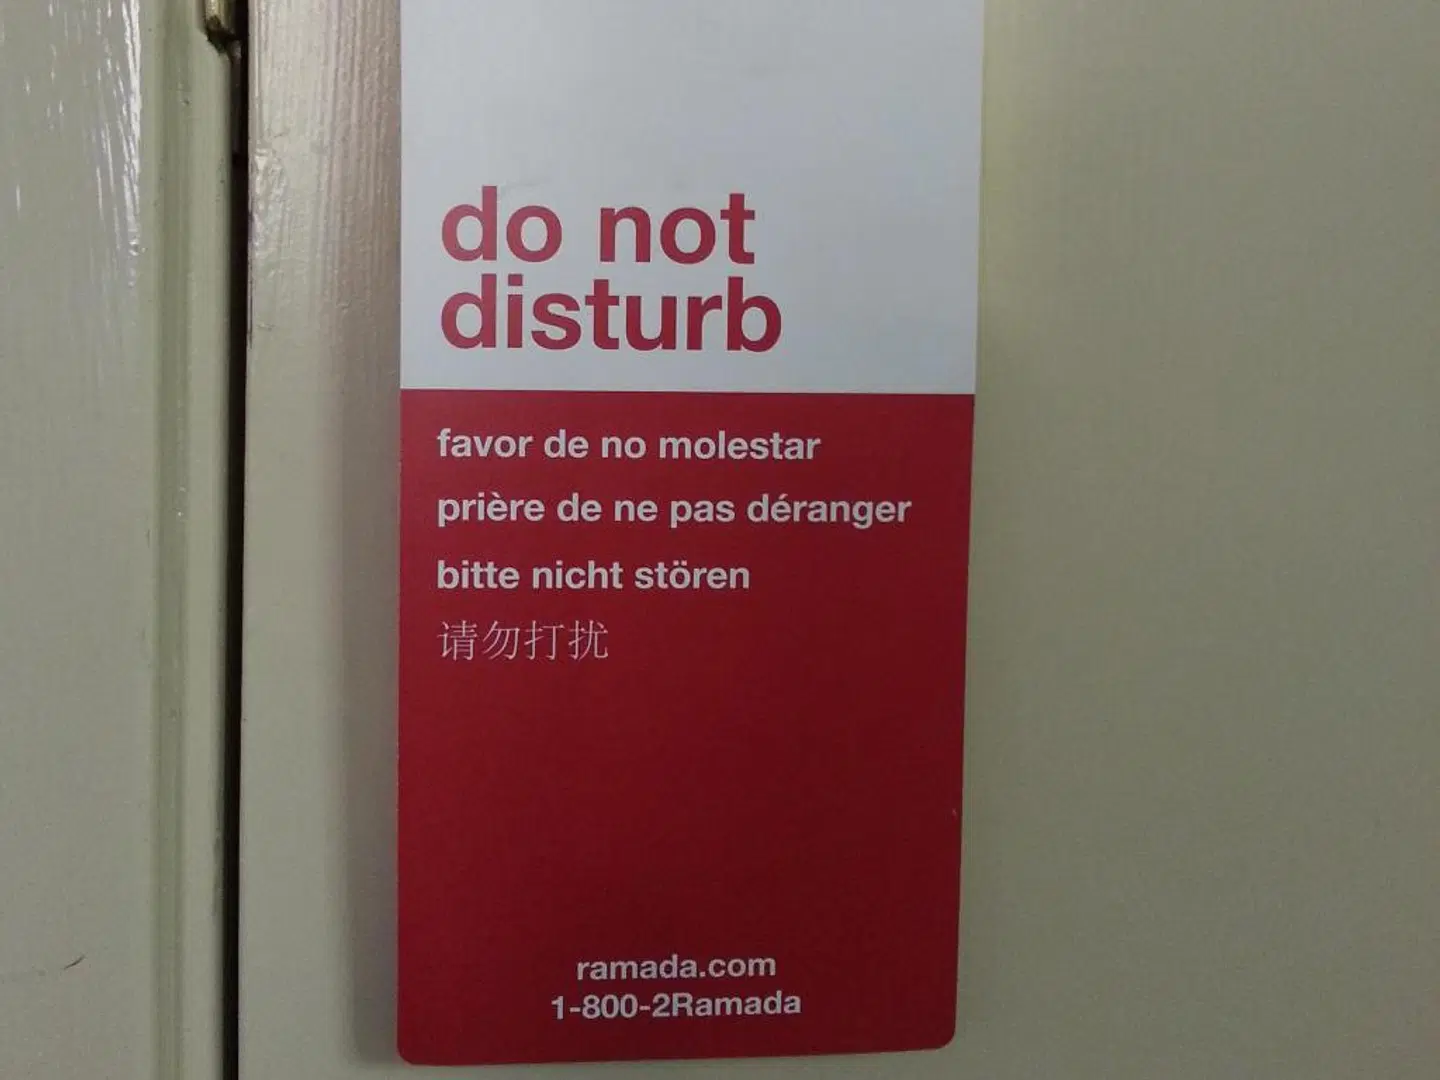 do not
disturb
favor de no molestar
prière de ne pas déranger
bitte nicht stören
请勿打扰
ramada.com
1-800-2Ramada